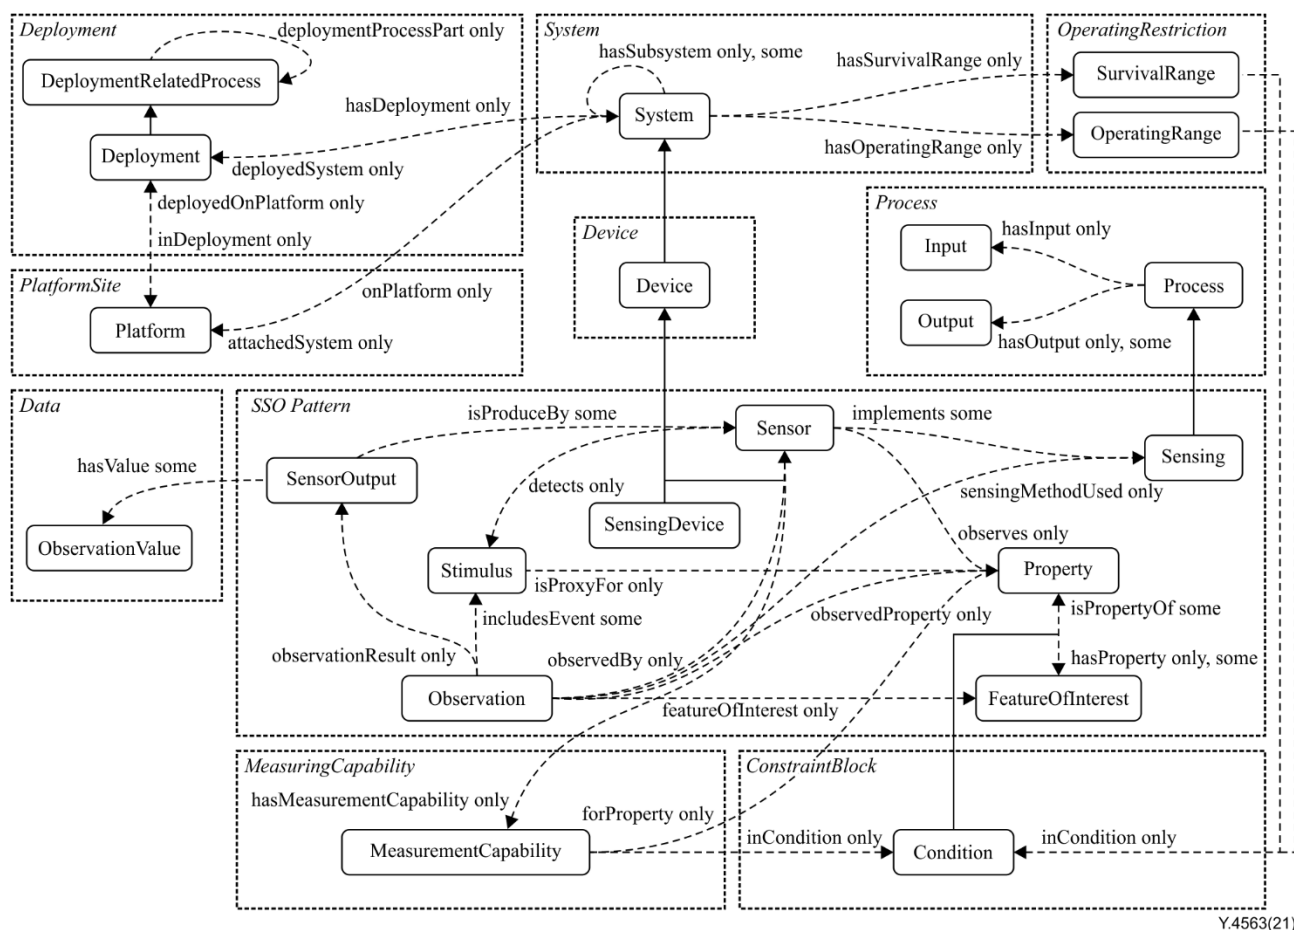 Deployment
deploymentProcessPart only
DeploymentRelatedProcess
hasDeployment only
Deployment
deployedSystem only
deployedOnPlatform only
inDeployment only
System
hasSubsystem only, some
System
hasSurvivalRange only
hasOperatingRange only
OperatingRestriction
SurvivalRange
OperatingRange
PlatformSite
onPlatform only
Platform
attachedSystem only
Device
Device
Process
hasInput only
Input
Process
Output
hasOutput only, some
Data
hasValue some
ObservationValue
SSO Pattern
isProduceBy some
Sensor
implements some
SensorOutput
Sensing
detects only
sensingMethodUsed only
SensingDevice
observes only
Stimulus
isProxyFor only
Property
includesEvent some
observedProperty only
isPropertyOf some
observationResult only
observedBy only
hasProperty only, some
Observation
featureOfInterest only
FeatureOfInterest
MeasuringCapability
hasMeasurementCapability only
forProperty only
MeasurementCapability
ConstraintBlock
inCondition only
Condition
inCondition only
Y.4563(21)